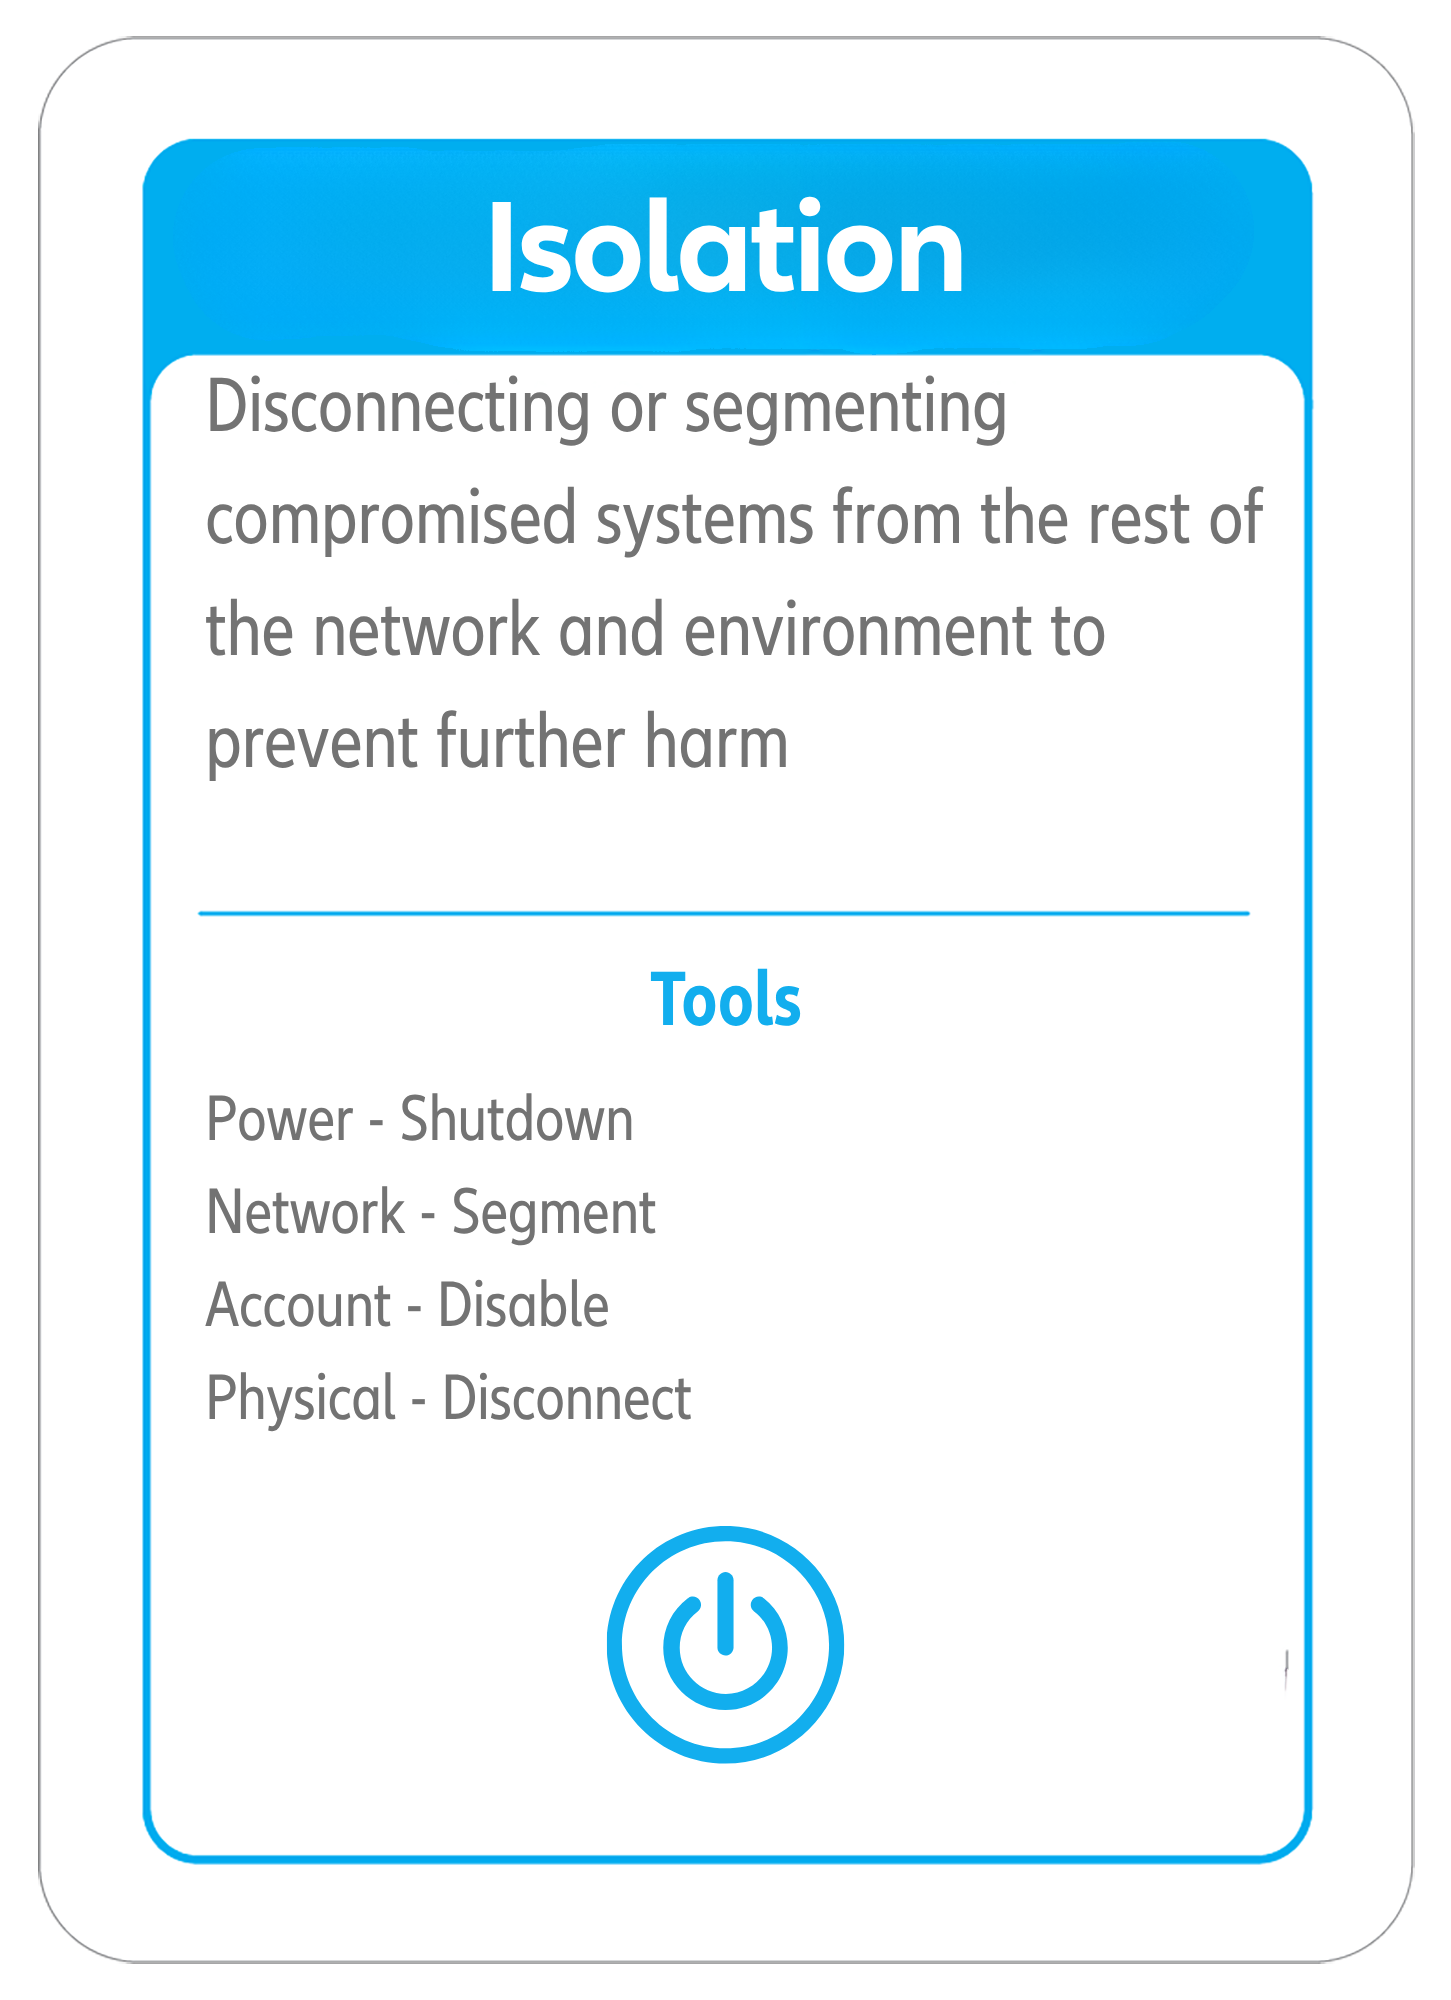 Isolation
Disconnecting or segmenting
compromised systems from the rest of
the network and environment to
prevent further harm
Tools
Power - Shutdown
Network - Segment
Account - Disable
Physical - Disconnect